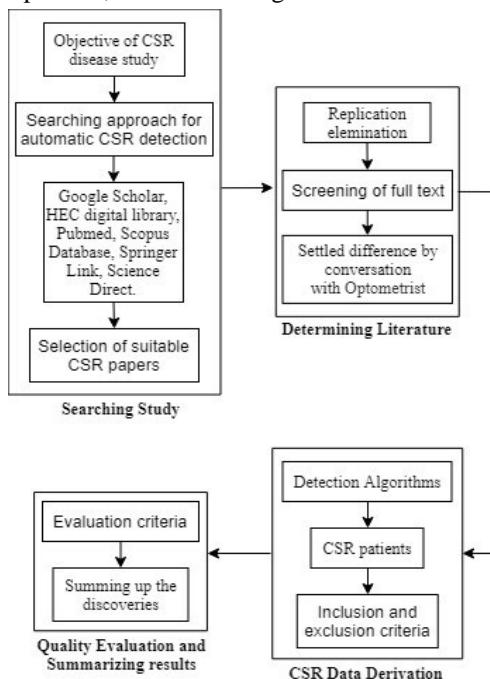 Objective of CSR
disease study
Searching approach for
automatic CSR detection
Google Scholar,
HEC digital library,
Pubmed, Scopus
Database, Springer
Link, Science
Direct.
Selection of suitable
CSR papers
Searching Study
Replication
elemination
Screening of full text
Settled difference by
conversation
with Optometrist
Determining Literature
Detection Algorithms
CSR patients
Inclusion and
exclusion criteria
CSR Data Derivation
Evaluation criteria
Summing up the
discoveries
Quality Evaluation and
Summarizing results